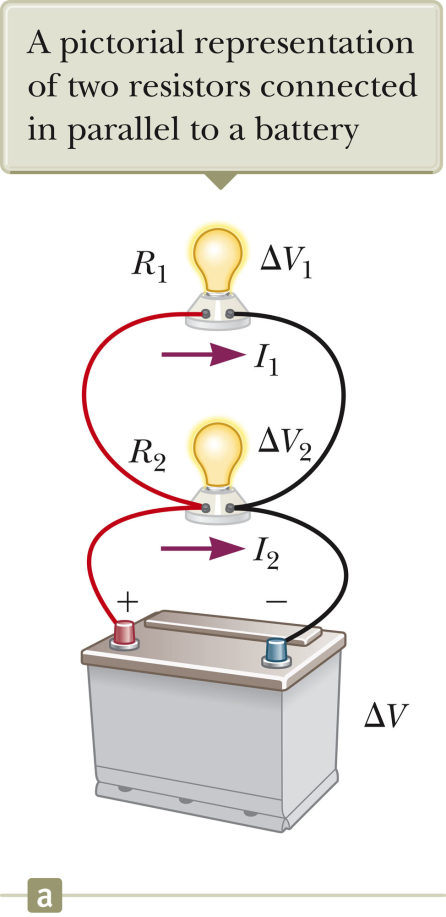 A pictorial representation
of two resistors connected
in parallel to a battery
R₁
ΔV₁
I₁
R₂
ΔV₂
I₂
+
−
ΔV
a